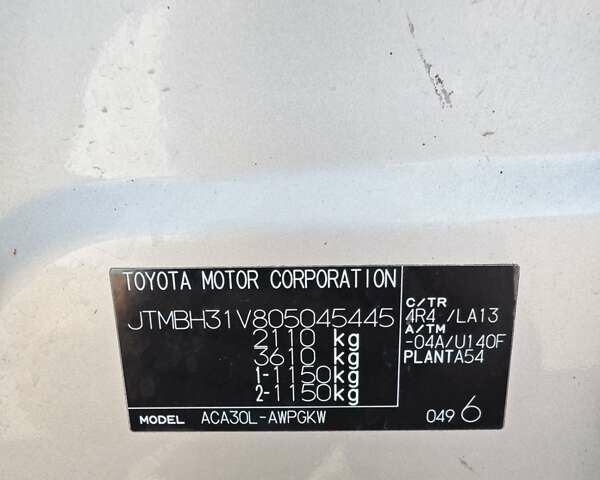 TOYOTA MOTOR CORPORATION
JTMBH31V805045445
2110 kg
3610 kg
1-1150kg
2-1150kg
MODEL ACA30L-AWPGKW
C/TR
4R4 /LA13
A/TM
-04A/U140F
PLANTA54
049 6